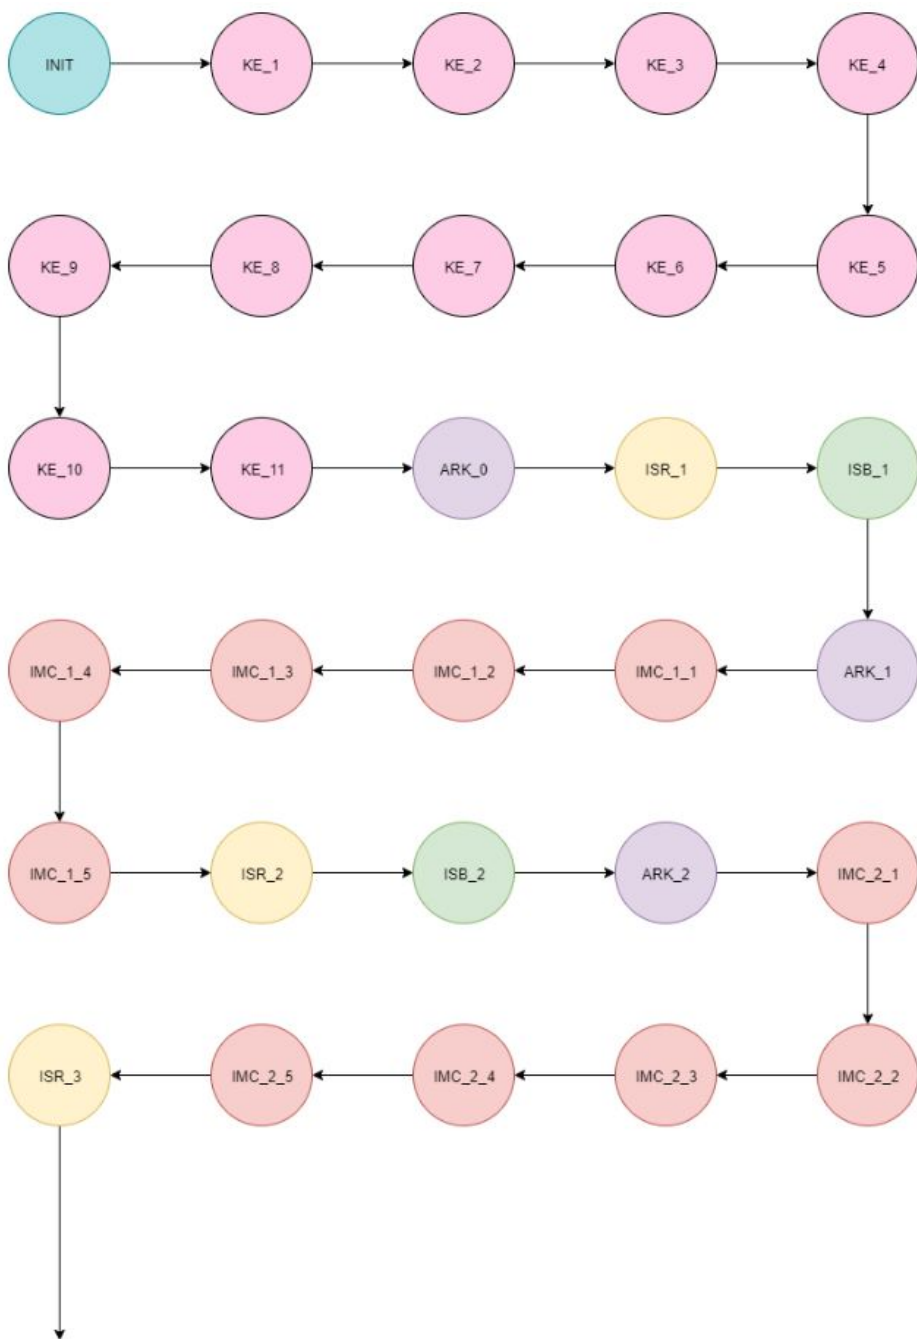 INIT KE_1 KE_2 KE_3 KE_4
KE_9 KE_8 KE_7 KE_6 KE_5
KE_10 KE_11 ARK_0 ISR_1 ISB_1
IMC_1_4 IMC_1_3 IMC_1_2 IMC_1_1 ARK_1
IMC_1_5 ISR_2 ISB_2 ARK_2 IMC_2_1
ISR_3 IMC_2_5 IMC_2_4 IMC_2_3 IMC_2_2